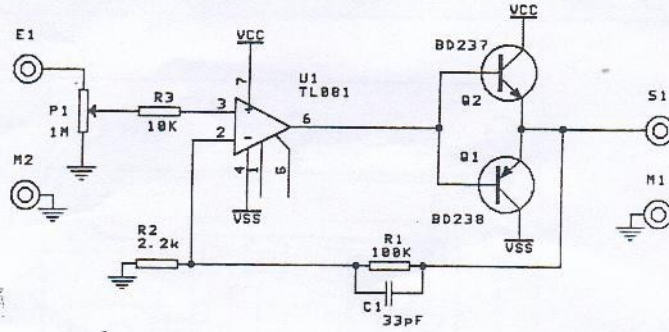 E1
P1
1M
M2
R3
10K
VCC
7
U1
TL081
3
+
2
-
6
4
1
5
VSS
R2
2.2k
R1
100K
C1
33pF
VCC
BD237
Q2
Q1
BD238
VSS
S1
M1